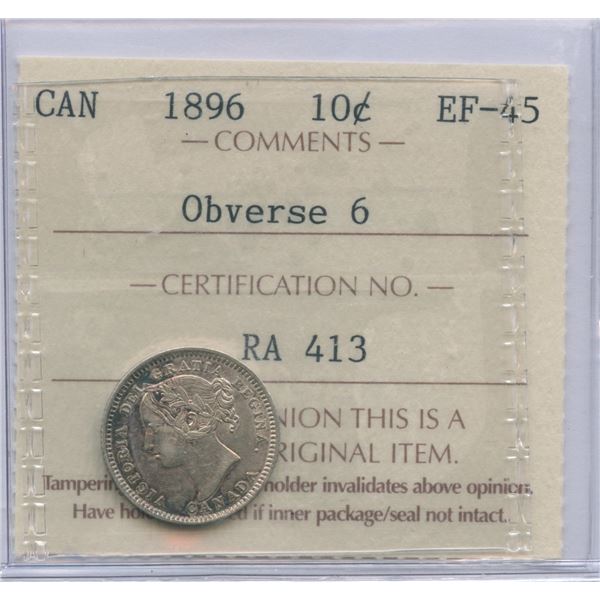 CAN 1896 10¢ EF-45
— COMMENTS —
Obverse 6
— CERTIFICATION NO. —
RA 413
NION THIS IS A
RIGINAL ITEM.
Tamperin holder invalidates above opinion.
Have ho d if inner package/seal not intact.
VICTORIA DEI GRATIA REGINA.
CANADA